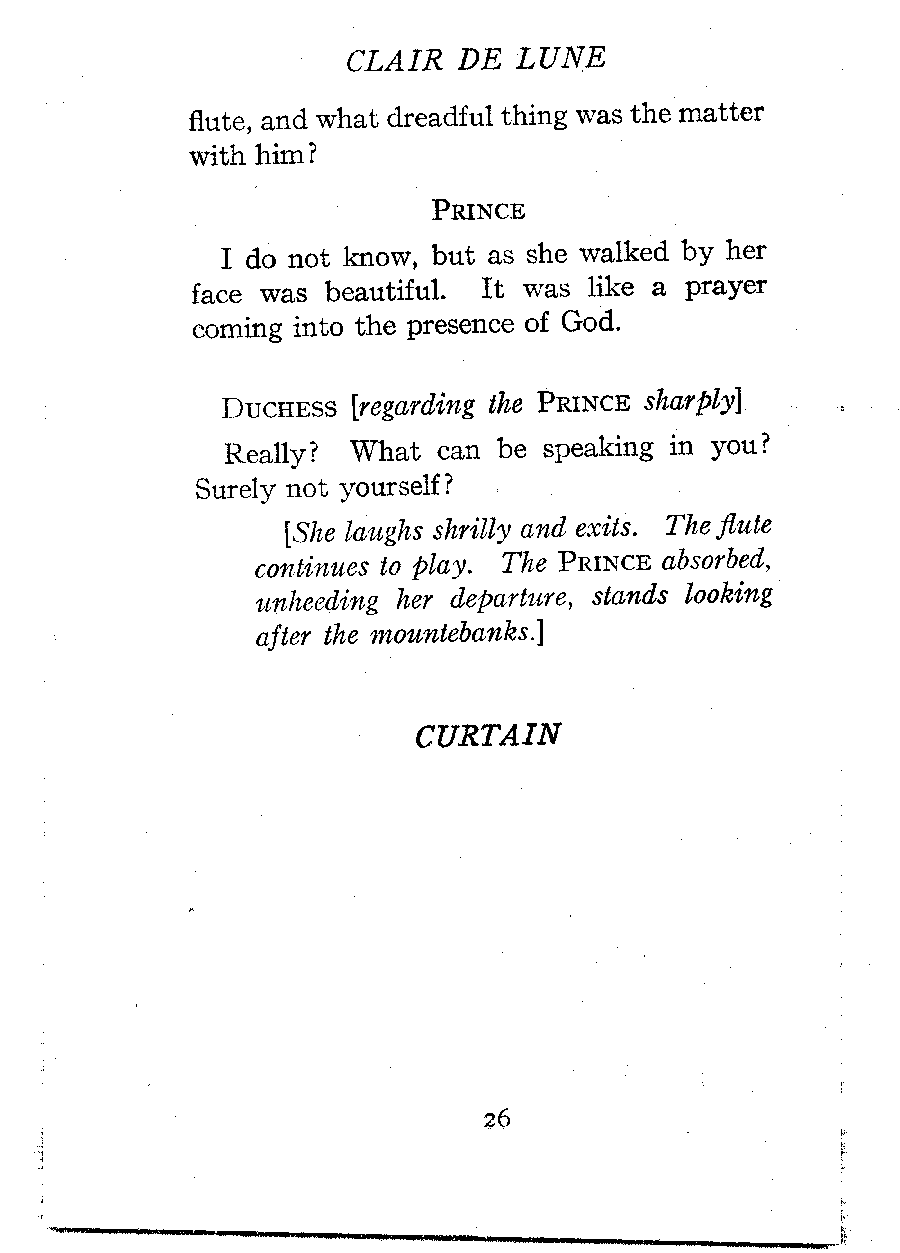 CLAIR DE LUNE
flute, and what dreadful thing was the matter
with him?
PRINCE
I do not know, but as she walked by her
face was beautiful. It was like a prayer
coming into the presence of God.
DUCHESS [regarding the PRINCE sharply]
Really? What can be speaking in you?
Surely not yourself?
[She laughs shrilly and exits. The flute
continues to play. The PRINCE absorbed,
unheeding her departure, stands looking
after the mountebanks.]
CURTAIN
26